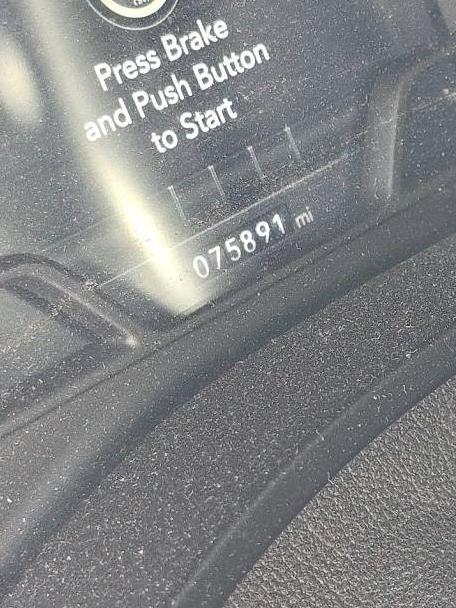 Press Brake
and Push Button
to Start
075891 mi